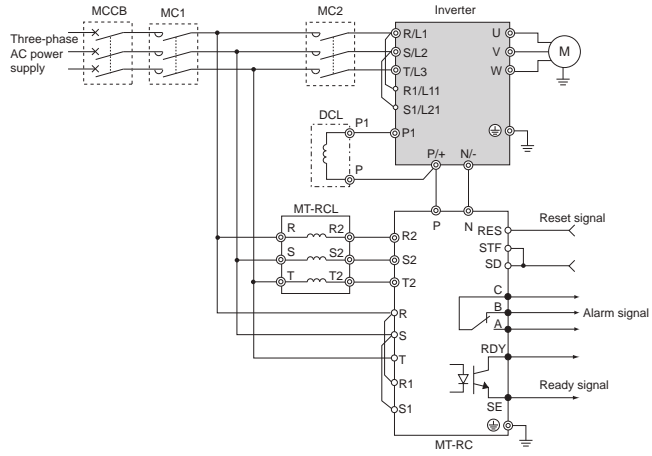 MCCB
MC1
MC2
Inverter
Three-phase
AC power
supply
R/L1
S/L2
T/L3
R1/L11
S1/L21
U
V
W
M
DCL
P1
P
P1
P/+
N/-
MT-RCL
R
R2
S
S2
T
T2
P
N
R2
S2
T2
R
S
T
R1
S1
RES
STF
SD
C
B
A
RDY
SE
Reset signal
Alarm signal
Ready signal
MT-RC